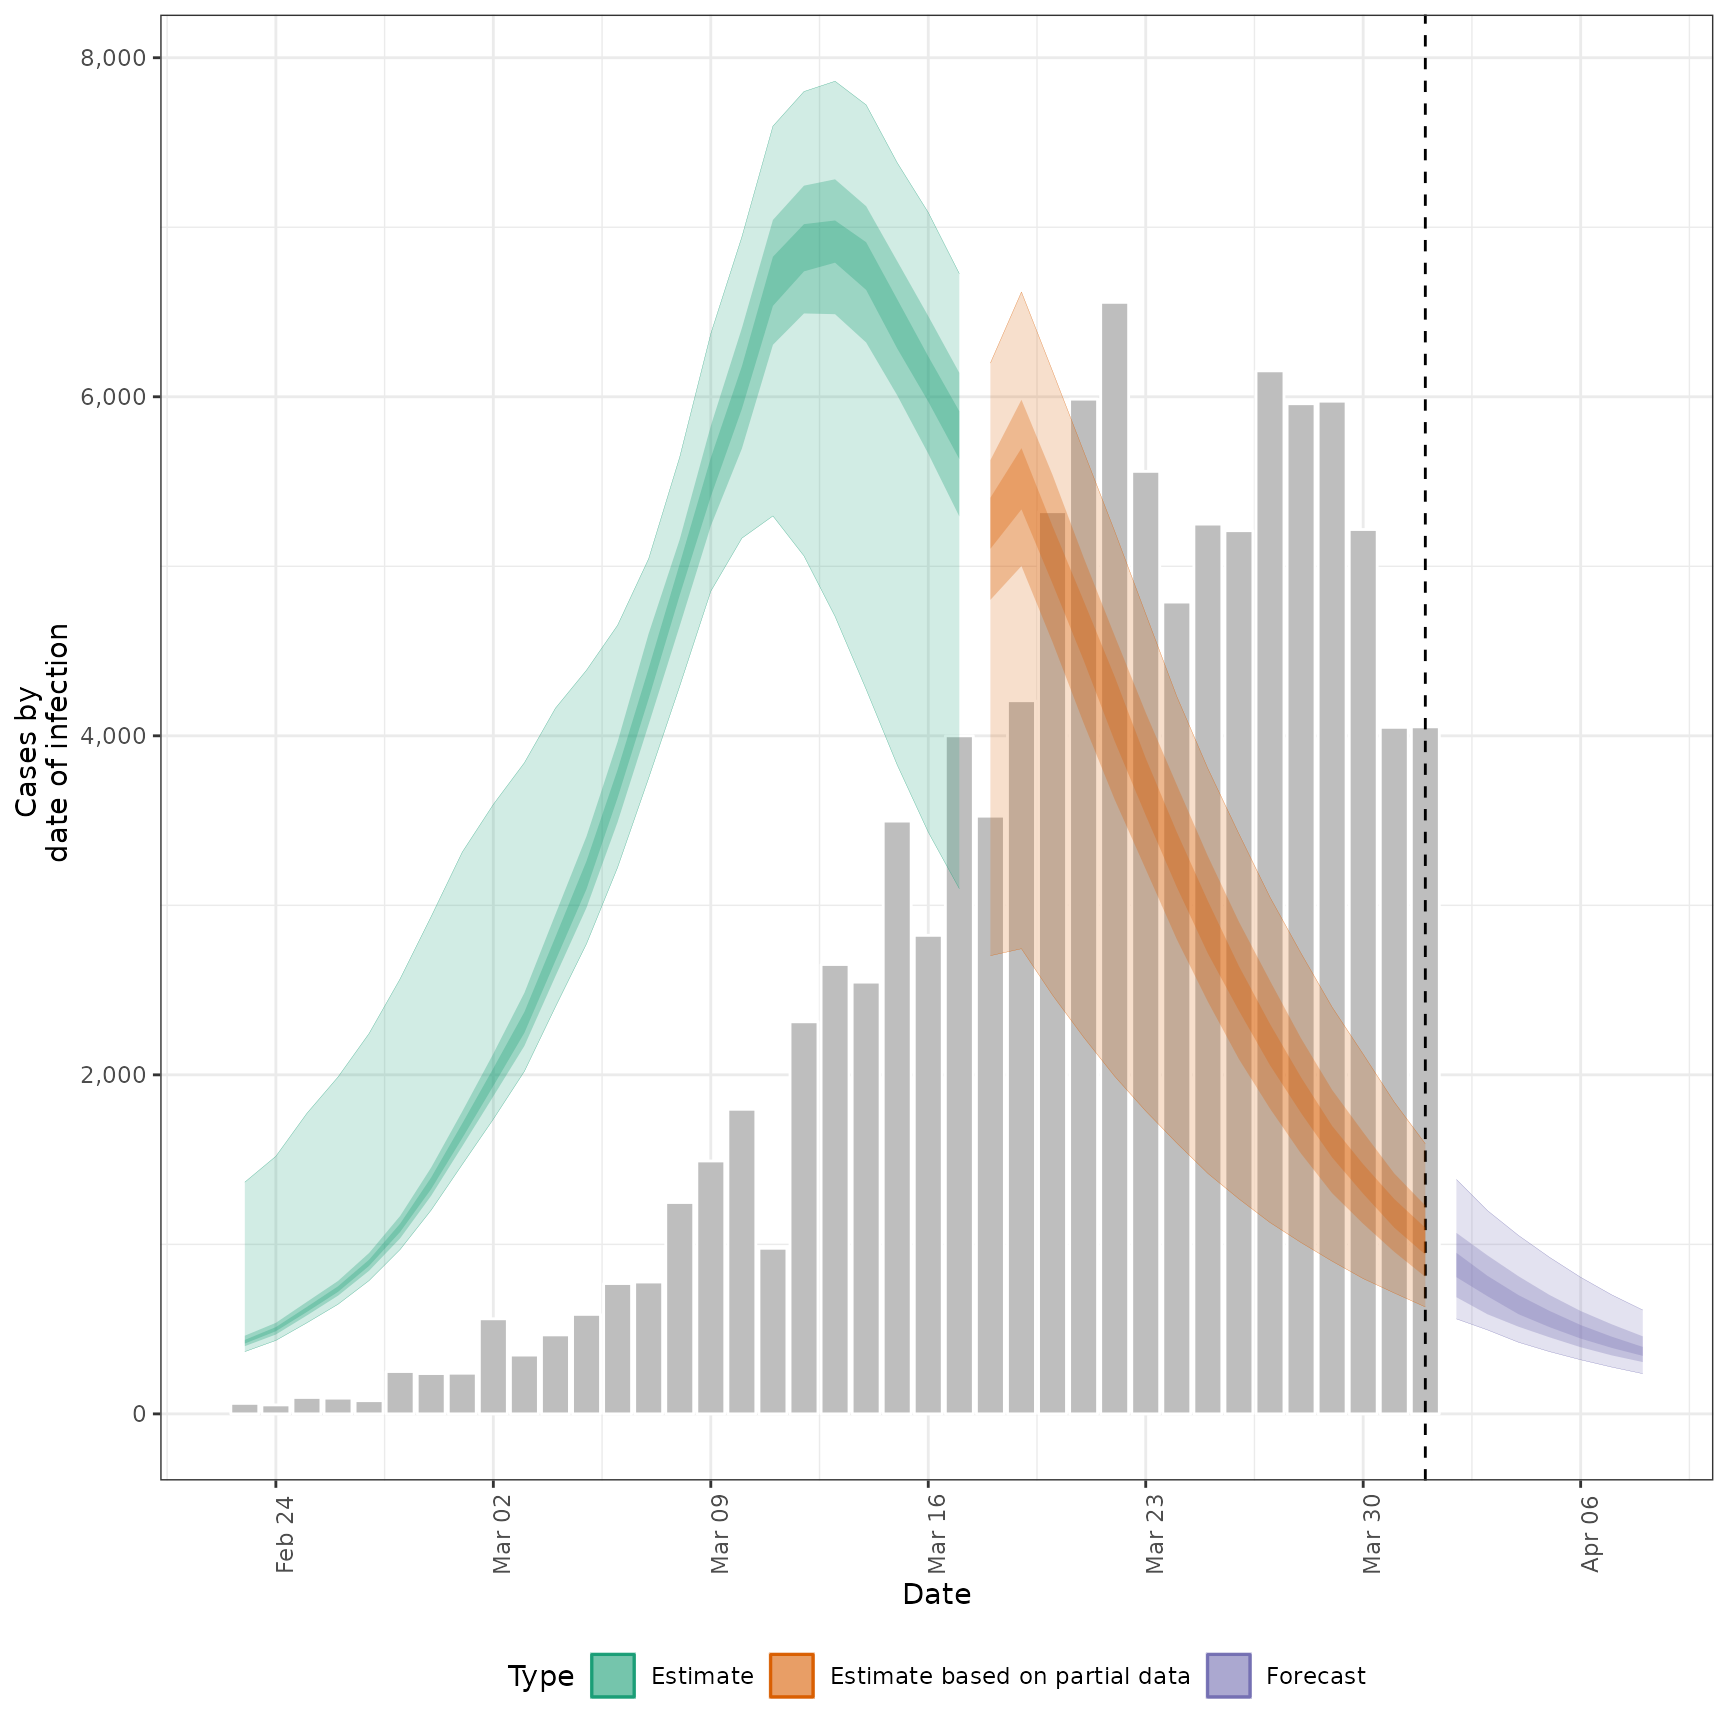 8,000
6,000
4,000
2,000
0
Cases by
date of infection
Feb 24
Mar 02
Mar 09
Mar 16
Mar 23
Mar 30
Apr 06
Date
Type
Estimate
Estimate based on partial data
Forecast